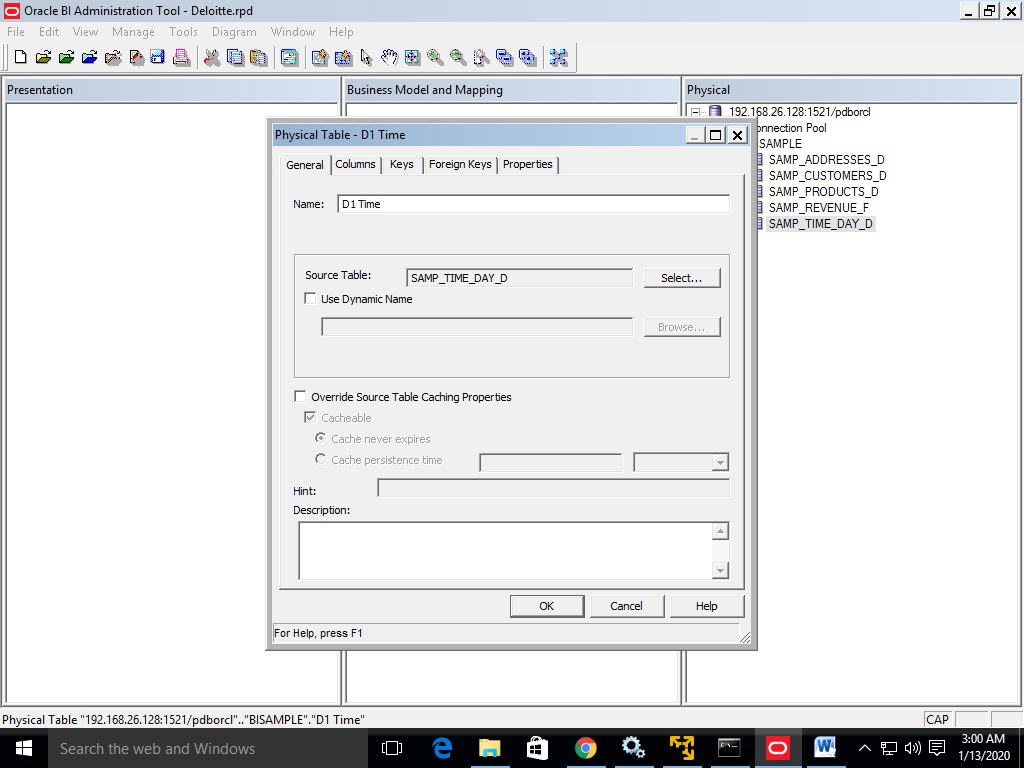 Oracle BI Administration Tool - Deloitte.rpd
File Edit View Manage Tools Diagram Window Help
Presentation
Business Model and Mapping
Physical
192.168.26.128:1521/pdborcl
onnection Pool
SAMPLE
SAMP_ADDRESSES_D
SAMP_CUSTOMERS_D
SAMP_PRODUCTS_D
SAMP_REVENUE_F
SAMP_TIME_DAY_D
Physical Table - D1 Time
General Columns Keys Foreign Keys Properties
Name: D1 Time
Source Table: SAMP_TIME_DAY_D Select...
Use Dynamic Name
Browse...
Override Source Table Caching Properties
Cacheable
Cache never expires
Cache persistence time
Hint:
Description:
OK Cancel Help
For Help, press F1
Physical Table "192.168.26.128:1521/pdborcl".."BISAMPLE"."D1 Time"
CAP
Search the web and Windows
3:00 AM
1/13/2020